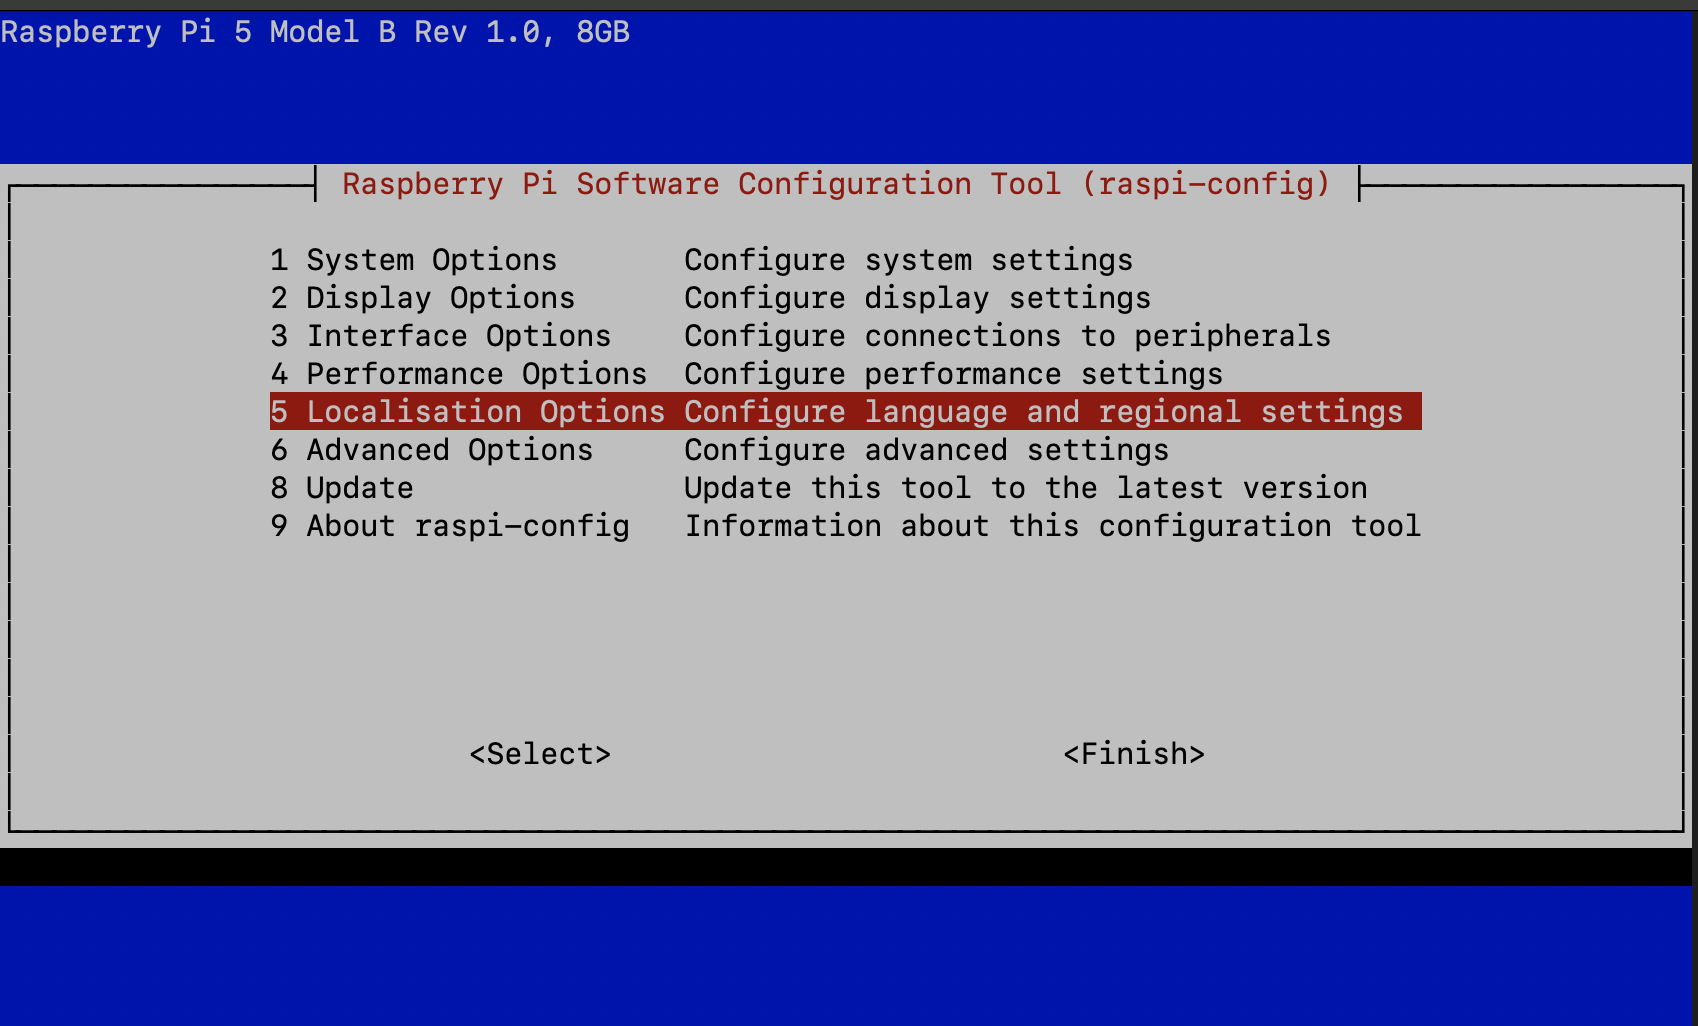 Raspberry Pi 5 Model B Rev 1.0, 8GB
Raspberry Pi Software Configuration Tool (raspi-config)
1 System Options Configure system settings
2 Display Options Configure display settings
3 Interface Options Configure connections to peripherals
4 Performance Options Configure performance settings
5 Localisation Options Configure language and regional settings
6 Advanced Options Configure advanced settings
8 Update Update this tool to the latest version
9 About raspi-config Information about this configuration tool
<Select> <Finish>